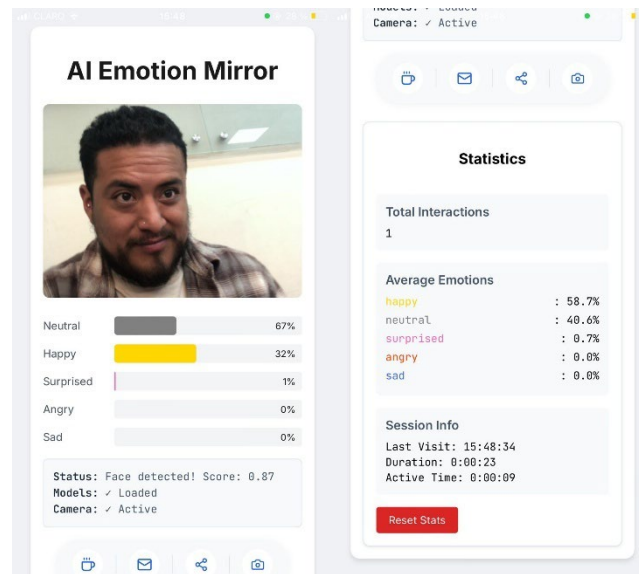 AI Emotion Mirror
Neutral 67%
Happy 32%
Surprised 1%
Angry 0%
Sad 0%
Status: Face detected! Score: 0.87
Models: ✓ Loaded
Camera: ✓ Active
Camera: ✓ Active
Statistics
Total Interactions
1
Average Emotions
happy : 58.7%
neutral : 40.6%
surprised : 0.7%
angry : 0.0%
sad : 0.0%
Session Info
Last Visit: 15:48:34
Duration: 0:00:23
Active Time: 0:00:09
Reset Stats